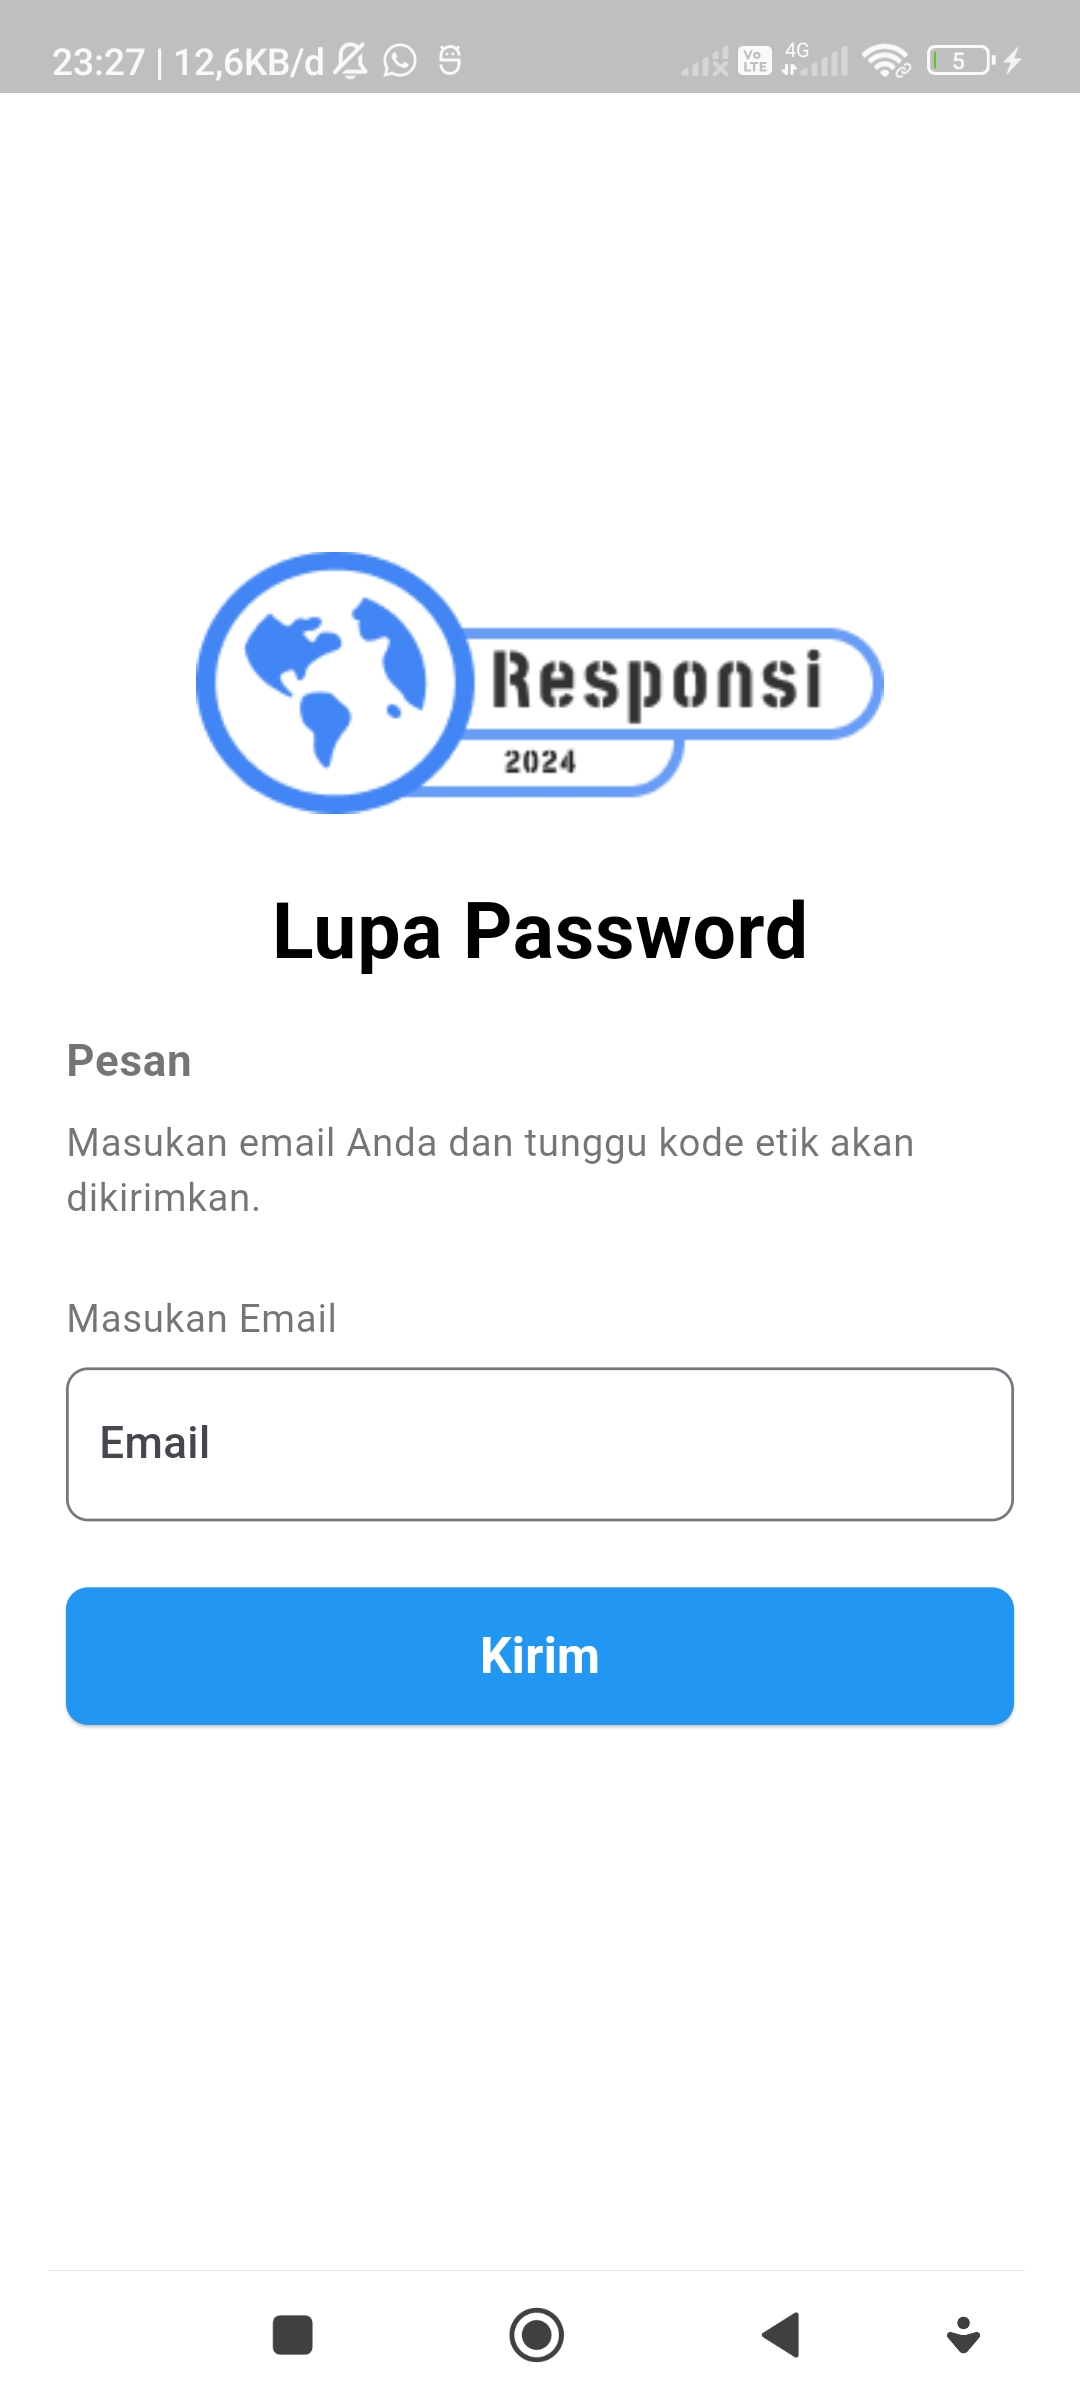 23:27 | 12,6KB/d
Vo
LTE
4G
5
Responsi
2024
Lupa Password
Pesan
Masukan email Anda dan tunggu kode etik akan
dikirimkan.
Masukan Email
Email
Kirim